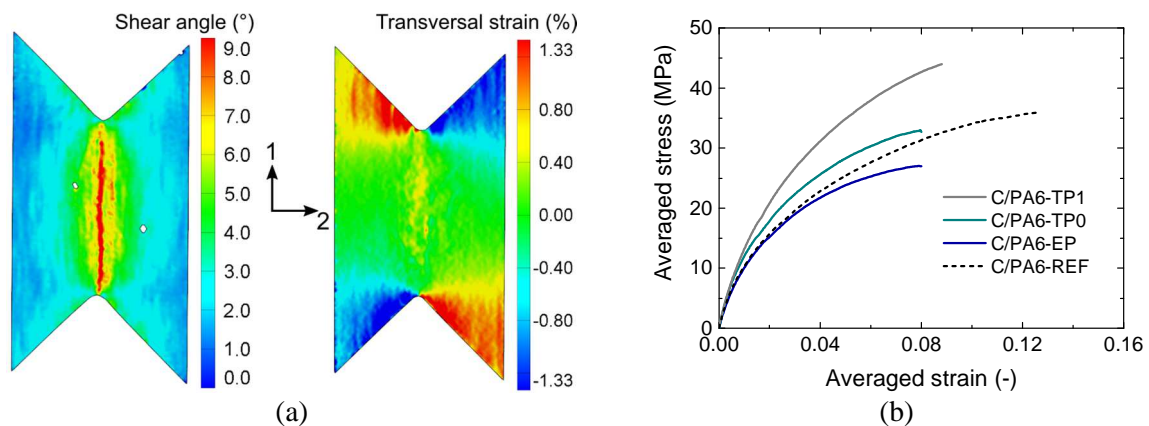 Shear angle (°)
9.0
8.0
7.0
6.0
5.0
4.0
3.0
2.0
1.0
0.0
1
2
Transversal strain (%)
1.33
0.80
0.40
0.00
-0.40
-0.80
-1.33
(a)
Averaged stress (MPa)
50
40
30
20
10
0
C/PA6-TP1
C/PA6-TP0
C/PA6-EP
C/PA6-REF
0.00 0.04 0.08 0.12 0.16
Averaged strain (-)
(b)